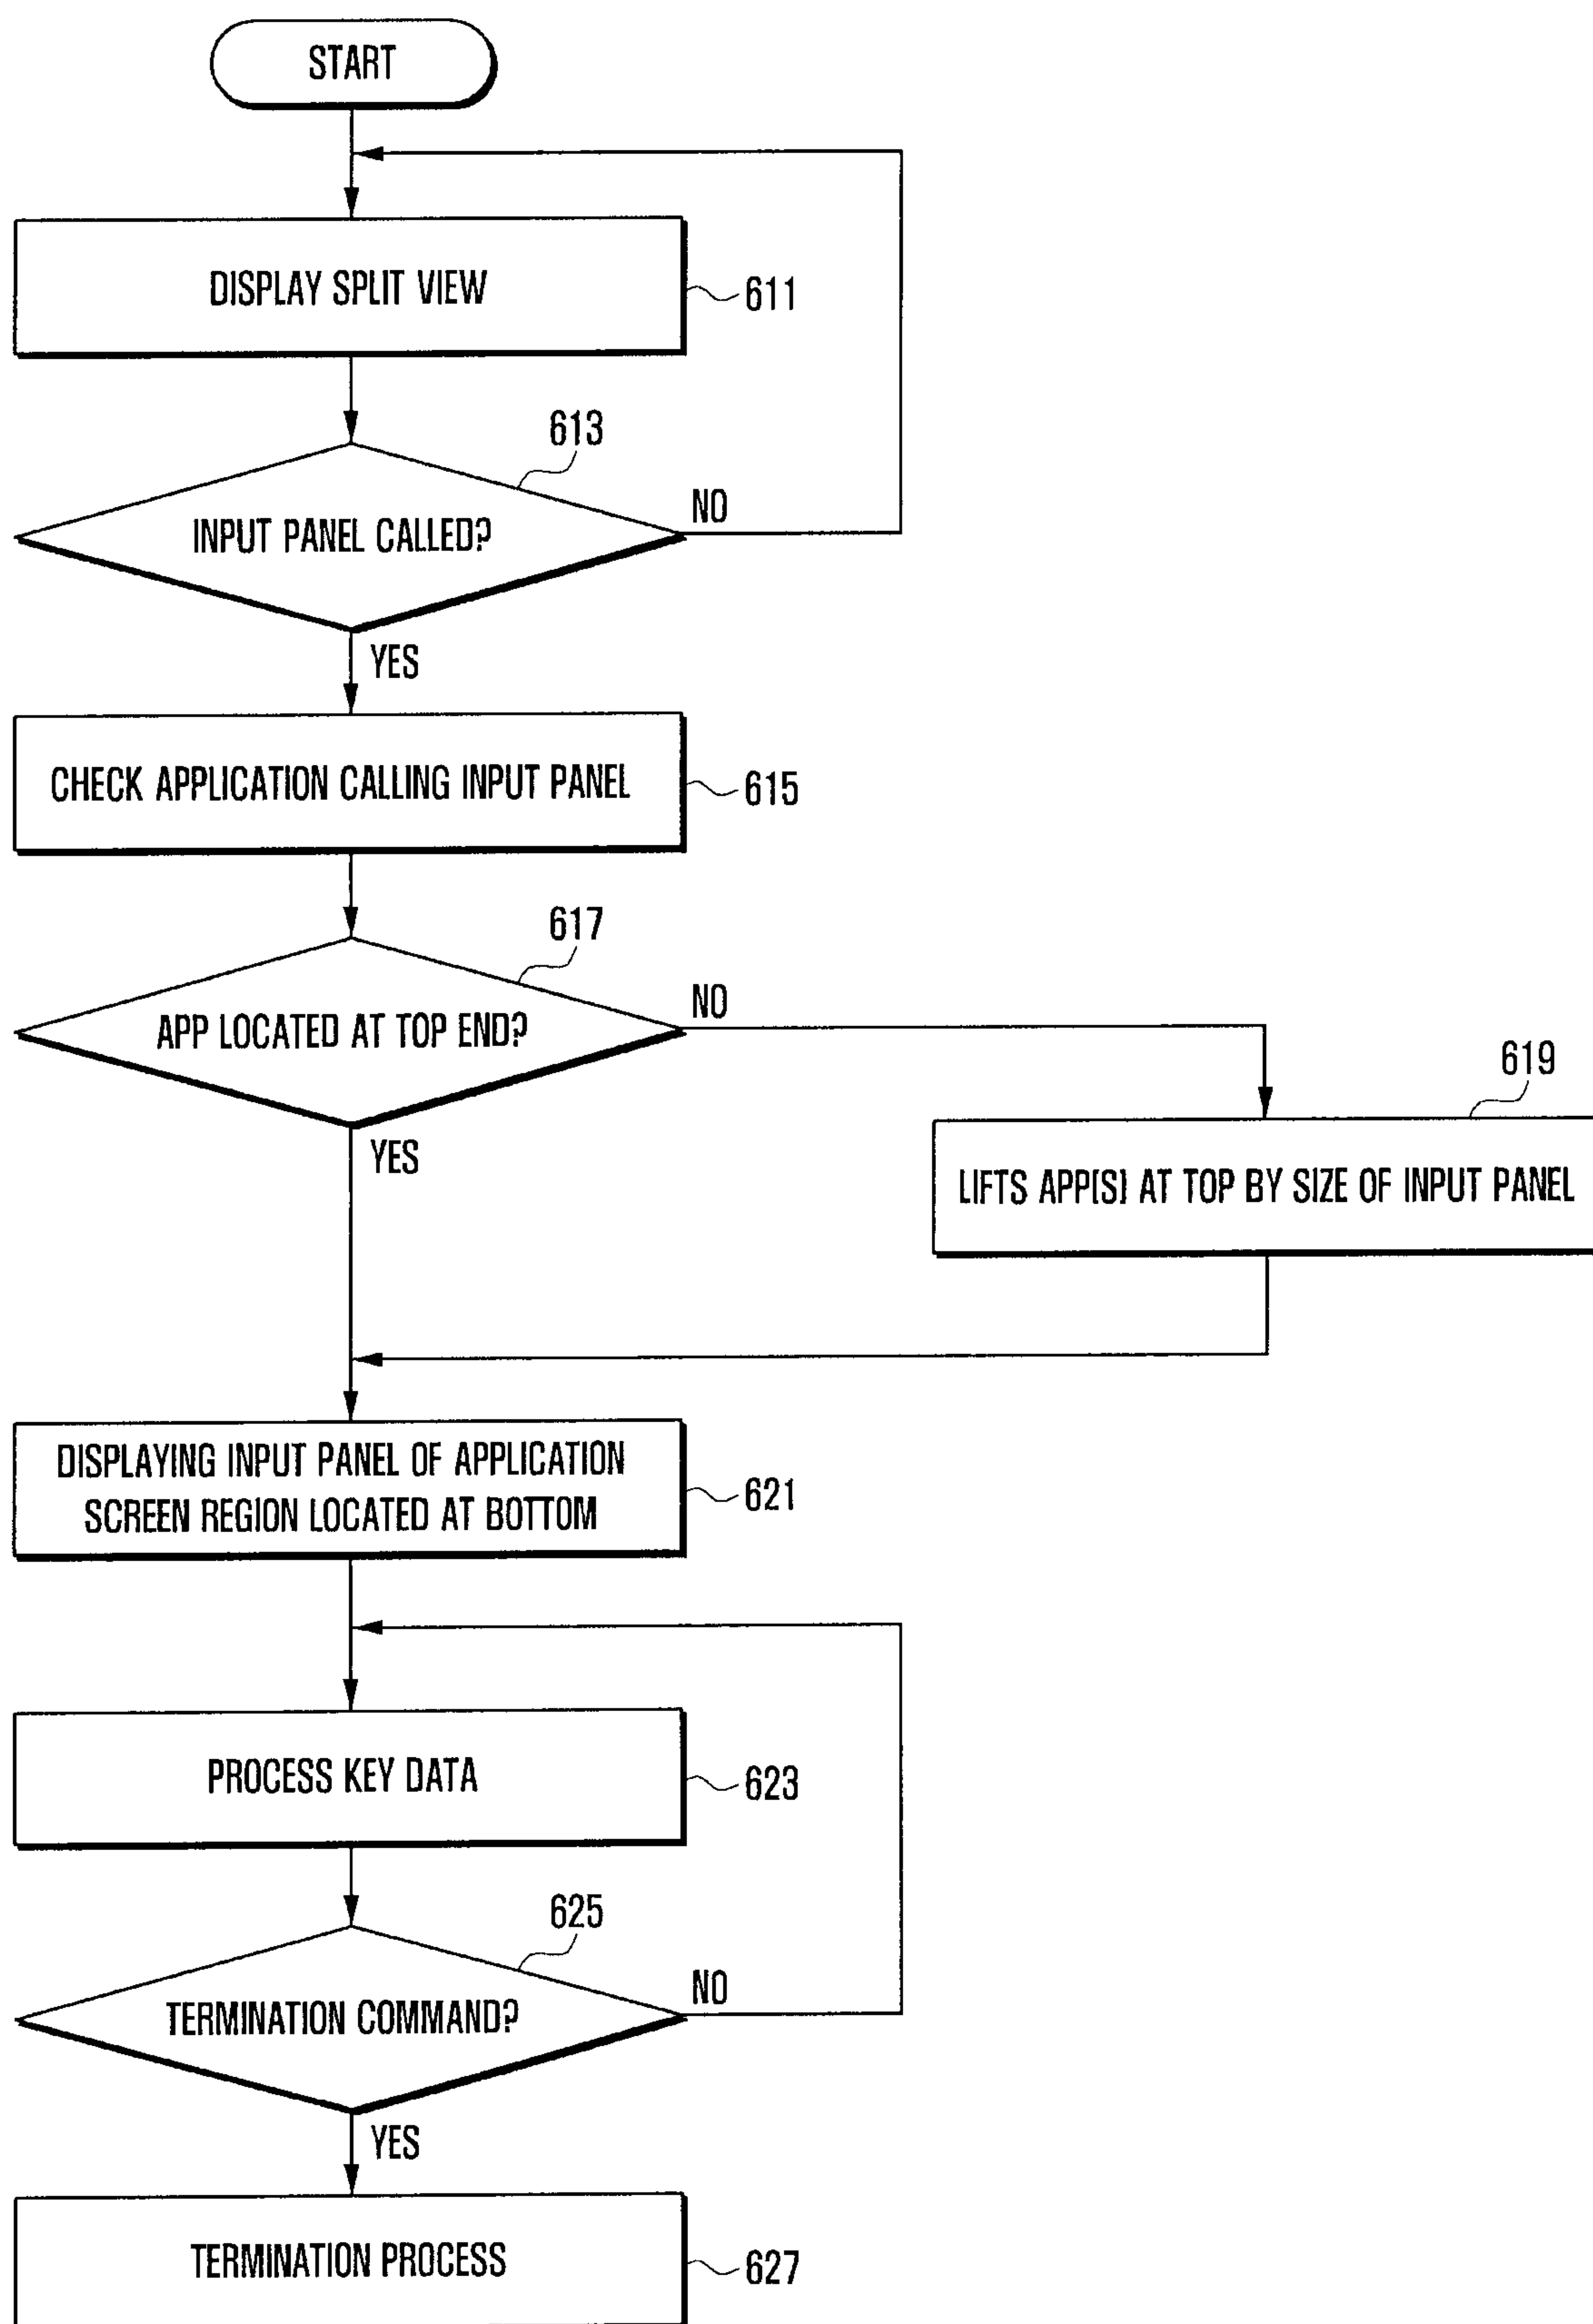 START
DISPLAY SPLIT VIEW
611
613
INPUT PANEL CALLED?
NO
YES
CHECK APPLICATION CALLING INPUT PANEL
615
617
APP LOCATED AT TOP END?
NO
YES
619
LIFTS APP(S) AT TOP BY SIZE OF INPUT PANEL
DISPLAYING INPUT PANEL OF APPLICATION
SCREEN REGION LOCATED AT BOTTOM
621
PROCESS KEY DATA
623
625
TERMINATION COMMAND?
NO
YES
TERMINATION PROCESS
627